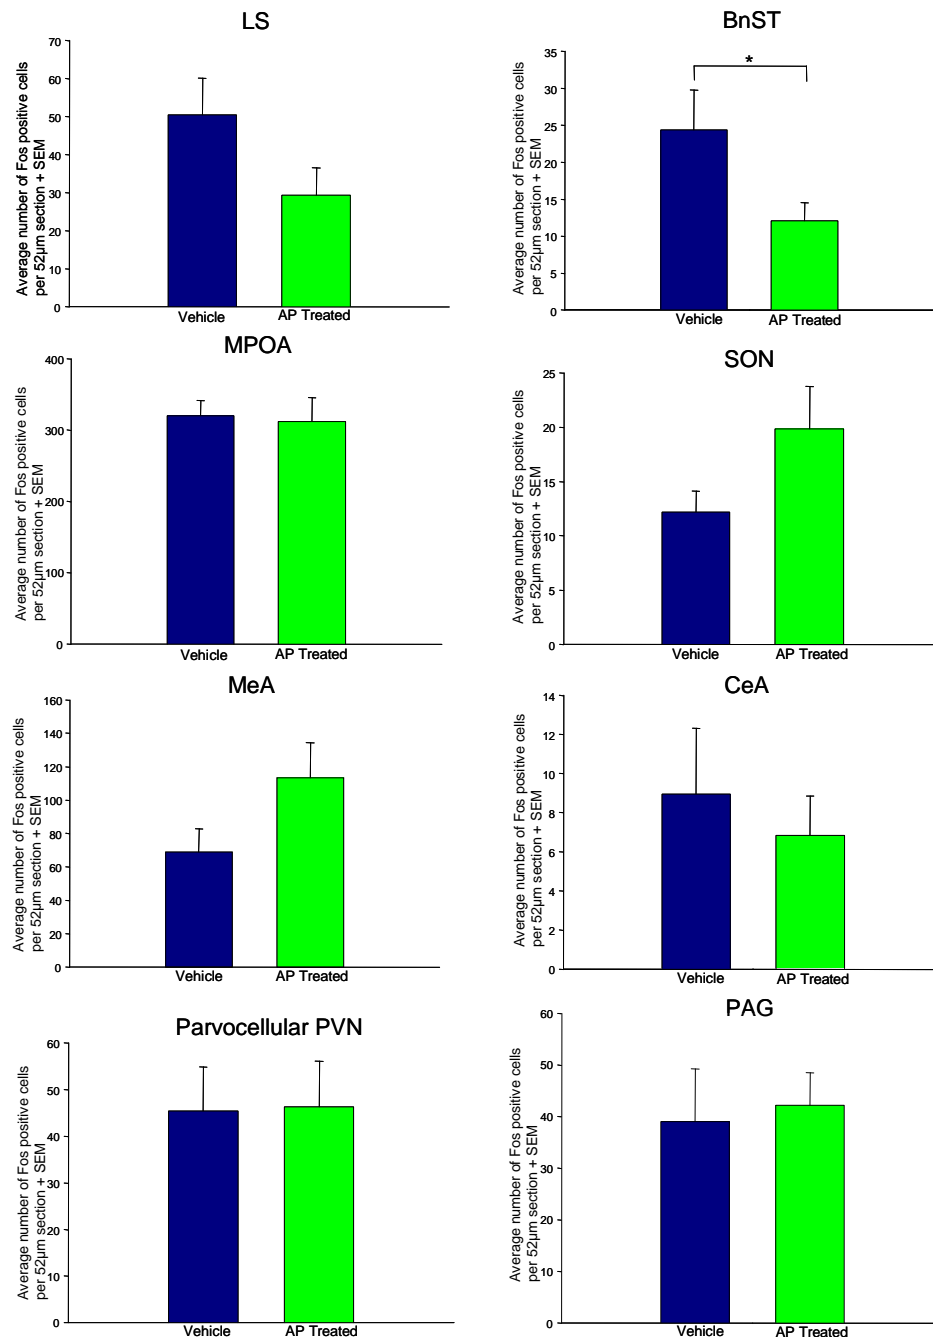 LS
Average number of Fos positive cells
per 52µm section + SEM
70
60
50
40
30
20
10
0
Vehicle
AP Treated
BnST
Average number of Fos positive cells
per 52µm section + SEM
35
30
25
20
15
10
5
0
*
Vehicle
AP Treated
MPOA
Average number of Fos positive cells
per 52µm section + SEM
400
300
200
100
0
Vehicle
AP Treated
SON
Average number of Fos positive cells
per 52µm section + SEM
25
20
15
10
5
0
Vehicle
AP Treated
MeA
Average number of Fos positive cells
per 52µm section + SEM
160
140
120
100
80
60
40
20
0
Vehicle
AP Treated
CeA
Average number of Fos positive cells
per 52µm section + SEM
14
12
10
8
6
4
2
0
Vehicle
AP Treated
Parvocellular PVN
Average number of Fos positive cells
per 52µm section + SEM
60
50
40
30
20
10
0
Vehicle
AP Treated
PAG
Average number of Fos positive cells
per 52µm section + SEM
60
50
40
30
20
10
0
Vehicle
AP Treated